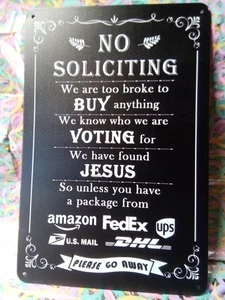 NO
SOLICITING
We are too broke to
BUY anything
We know who we are
VOTING for
We have found
JESUS
So unless you have
a package from
amazon FedEx ups
U.S. MAIL DHL
PLEASE GO AWAY